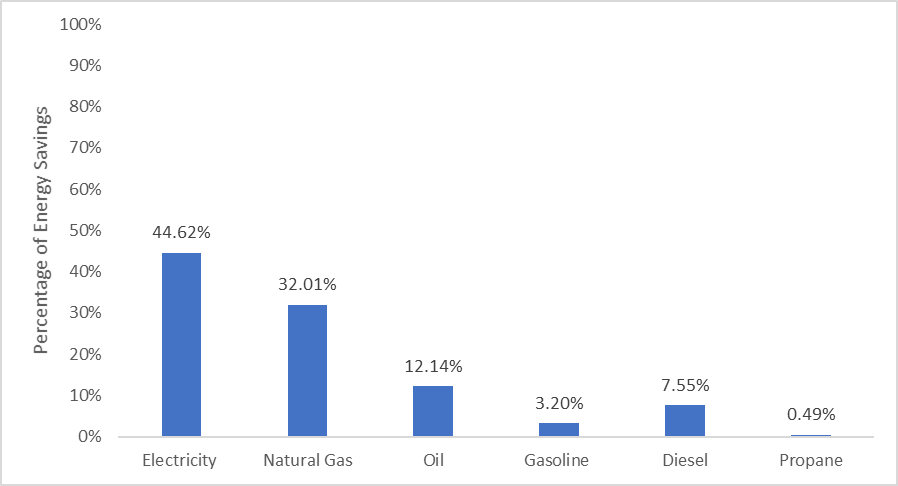 Percentage of Energy Savings
100%
90%
80%
70%
60%
50%
40%
30%
20%
10%
0%
44.62%
32.01%
12.14%
3.20%
7.55%
0.49%
Electricity
Natural Gas
Oil
Gasoline
Diesel
Propane